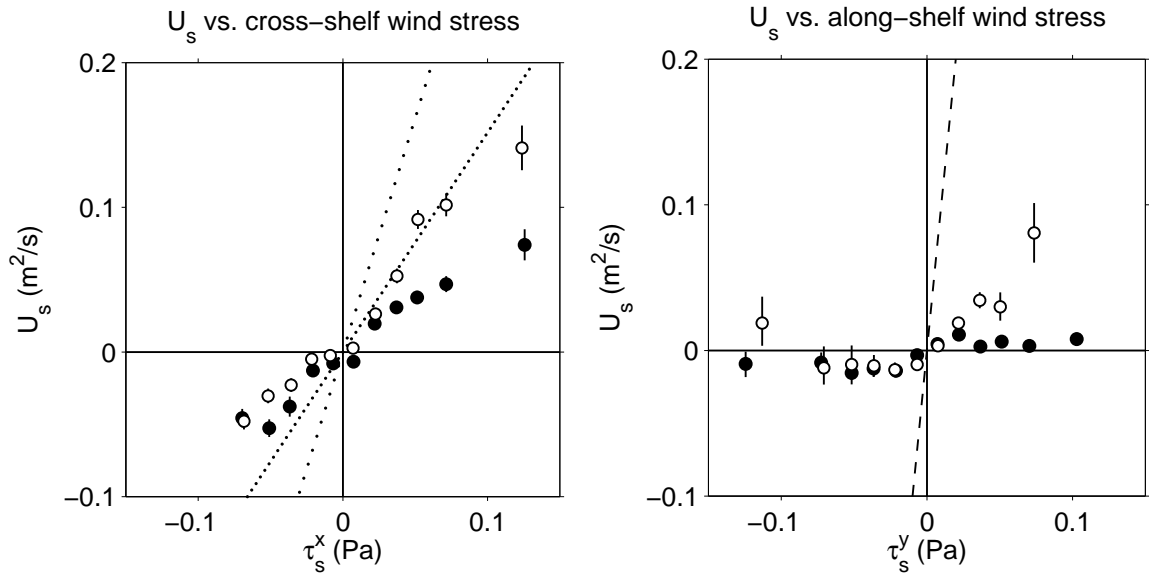 U_s vs. cross−shelf wind stress
0.2
0.1
0
−0.1
U_s (m^2/s)
−0.1
0
0.1
τ_s^x (Pa)
U_s vs. along−shelf wind stress
0.2
0.1
0
−0.1
U_s (m^2/s)
−0.1
0
0.1
τ_s^y (Pa)